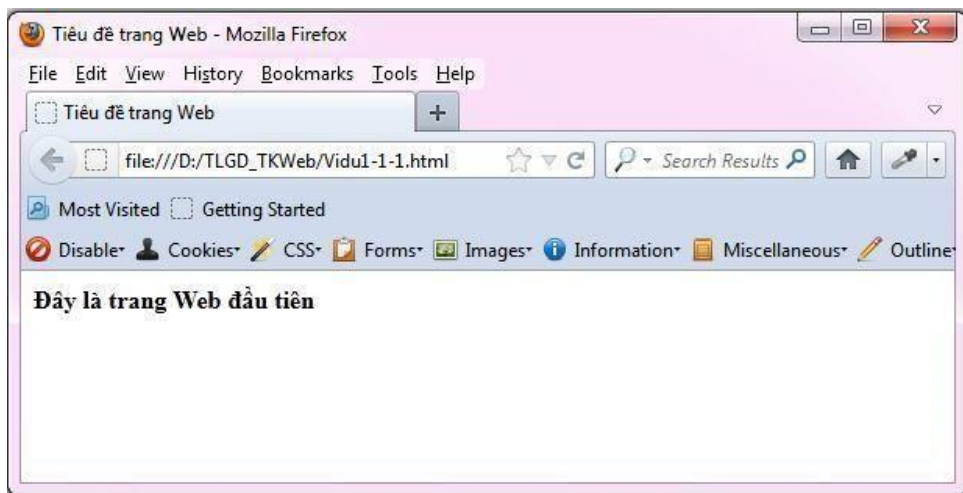 Tiêu đề trang Web - Mozilla Firefox
File Edit View History Bookmarks Tools Help
Tiêu đề trang Web
file:///D:/TLGD_TKWeb/Vidu1-1-1.html Search Results
Most Visited Getting Started
Disable Cookies CSS Forms Images Information Miscellaneous Outline
Đây là trang Web đầu tiên